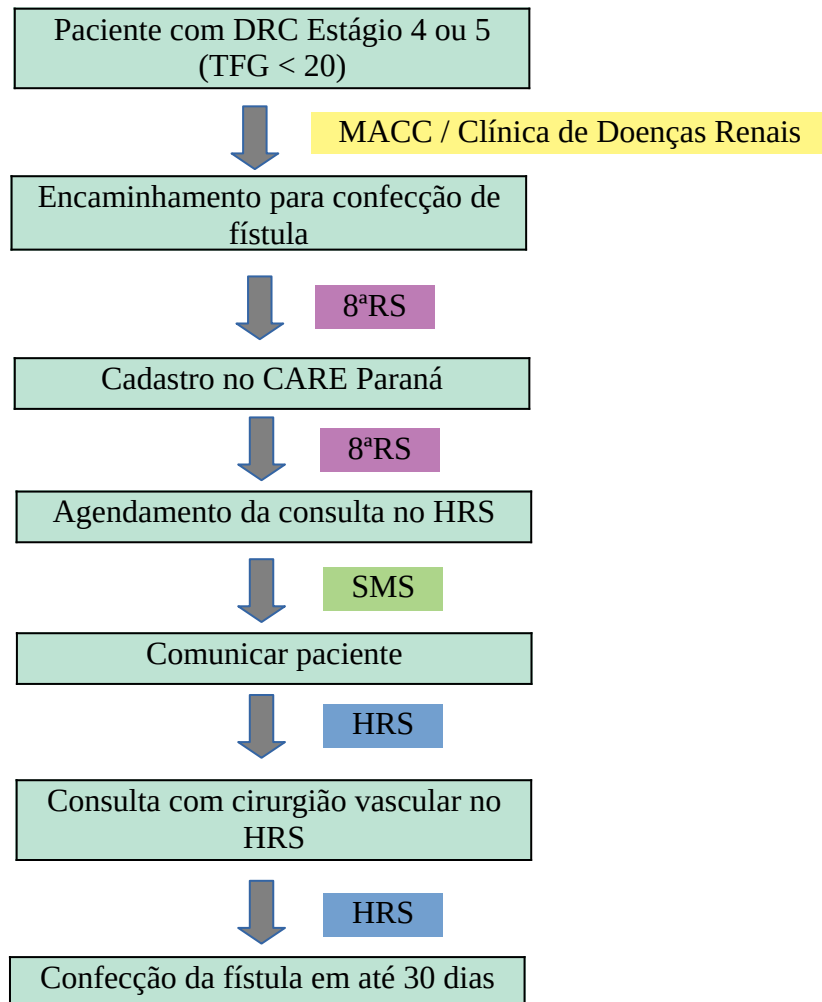 Paciente com DRC Estágio 4 ou 5
(TFG < 20)
MACC / Clínica de Doenças Renais
Encaminhamento para confecção de
fístula
8ªRS
Cadastro no CARE Paraná
8ªRS
Agendamento da consulta no HRS
SMS
Comunicar paciente
HRS
Consulta com cirurgião vascular no
HRS
HRS
Confecção da fístula em até 30 dias